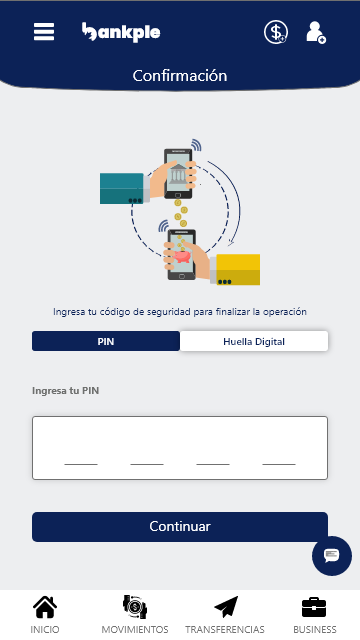 bankple
Confirmación
Ingresa tu código de seguridad para finalizar la operación
PIN
Huella Digital
Ingresa tu PIN
Continuar
INICIO
MOVIMIENTOS
TRANSFERENCIAS
BUSINESS